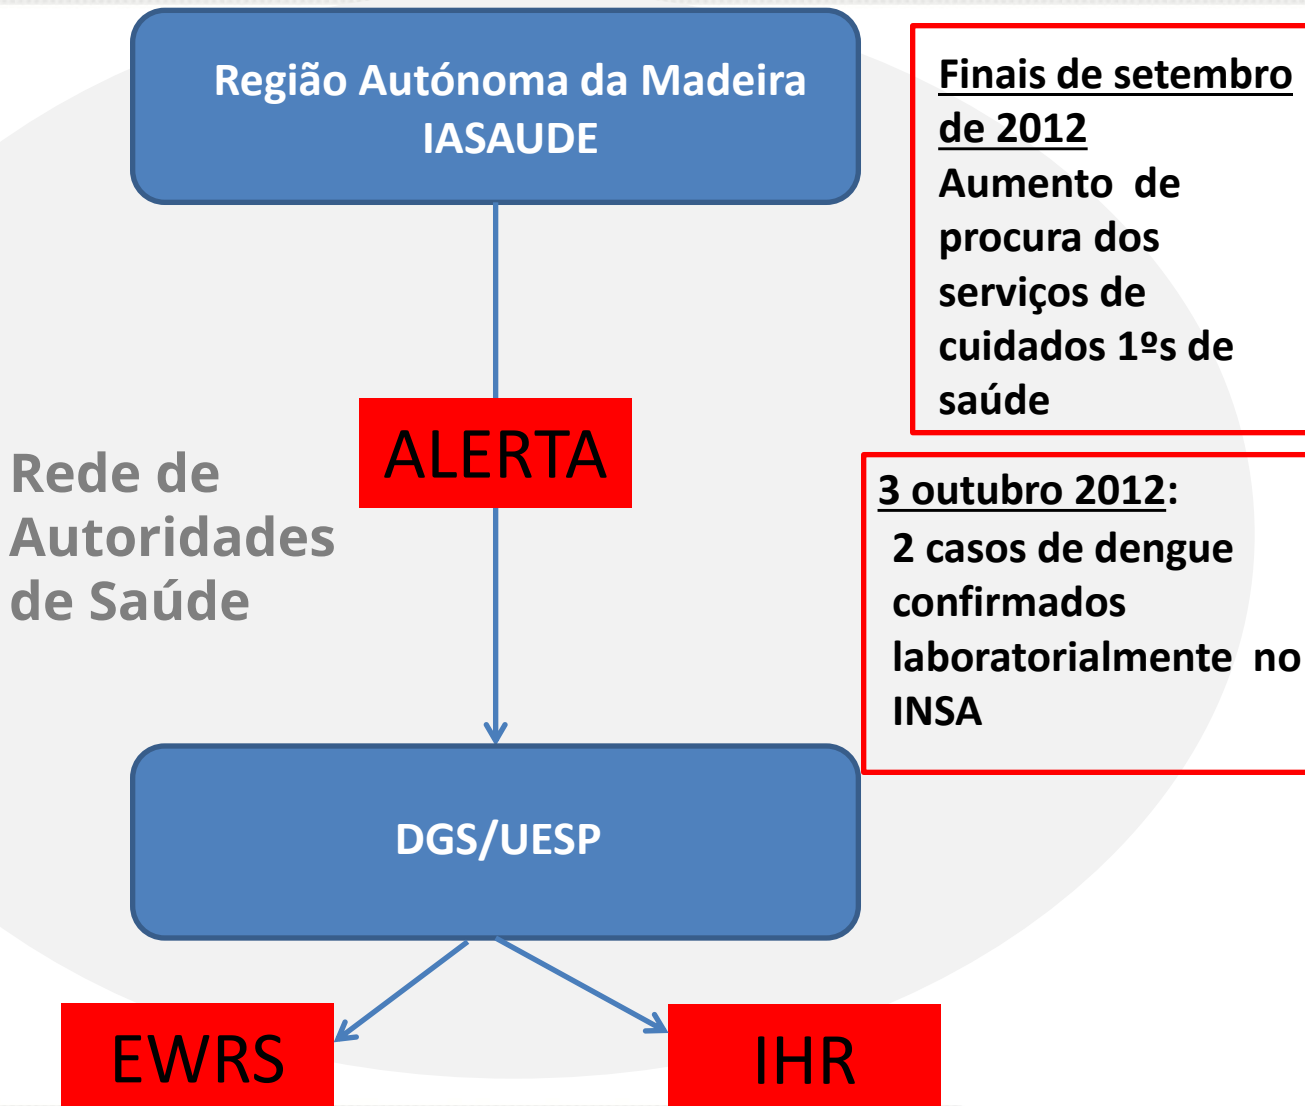 Região Autónoma da Madeira
IASAUDE
Finais de setembro
de 2012
Aumento de
procura dos
serviços de
cuidados 1ºs de
saúde
ALERTA
Rede de
Autoridades
de Saúde
3 outubro 2012:
2 casos de dengue
confirmados
laboratorialmente no
INSA
DGS/UESP
EWRS
IHR